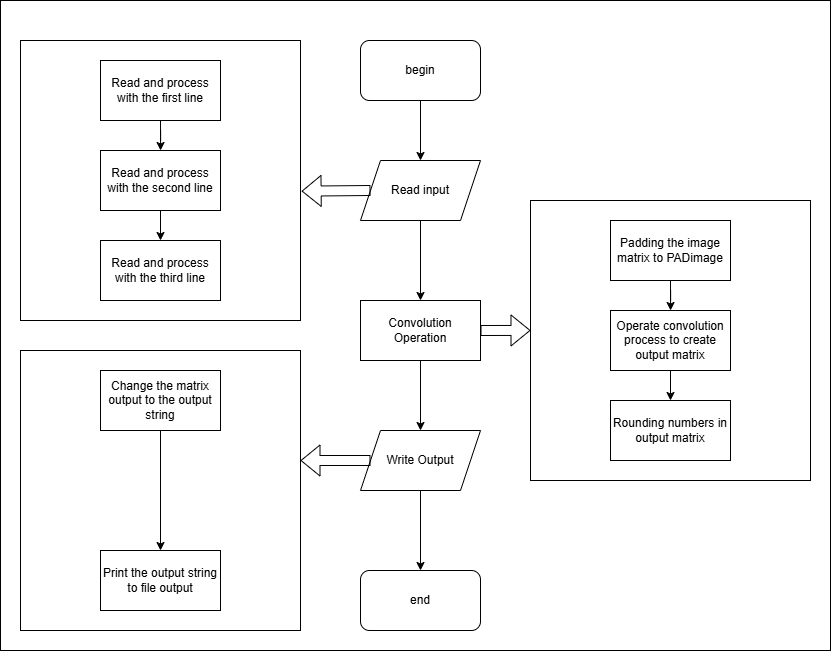 begin
Read and process
with the first line
Read and process
with the second line
Read input
Read and process
with the third line
Padding the image
matrix to PADimage
Convolution
Operation
Operate convolution
process to create
output matrix
Change the matrix
output to the output
string
Rounding numbers in
output matrix
Write Output
Print the output string
to file output
end